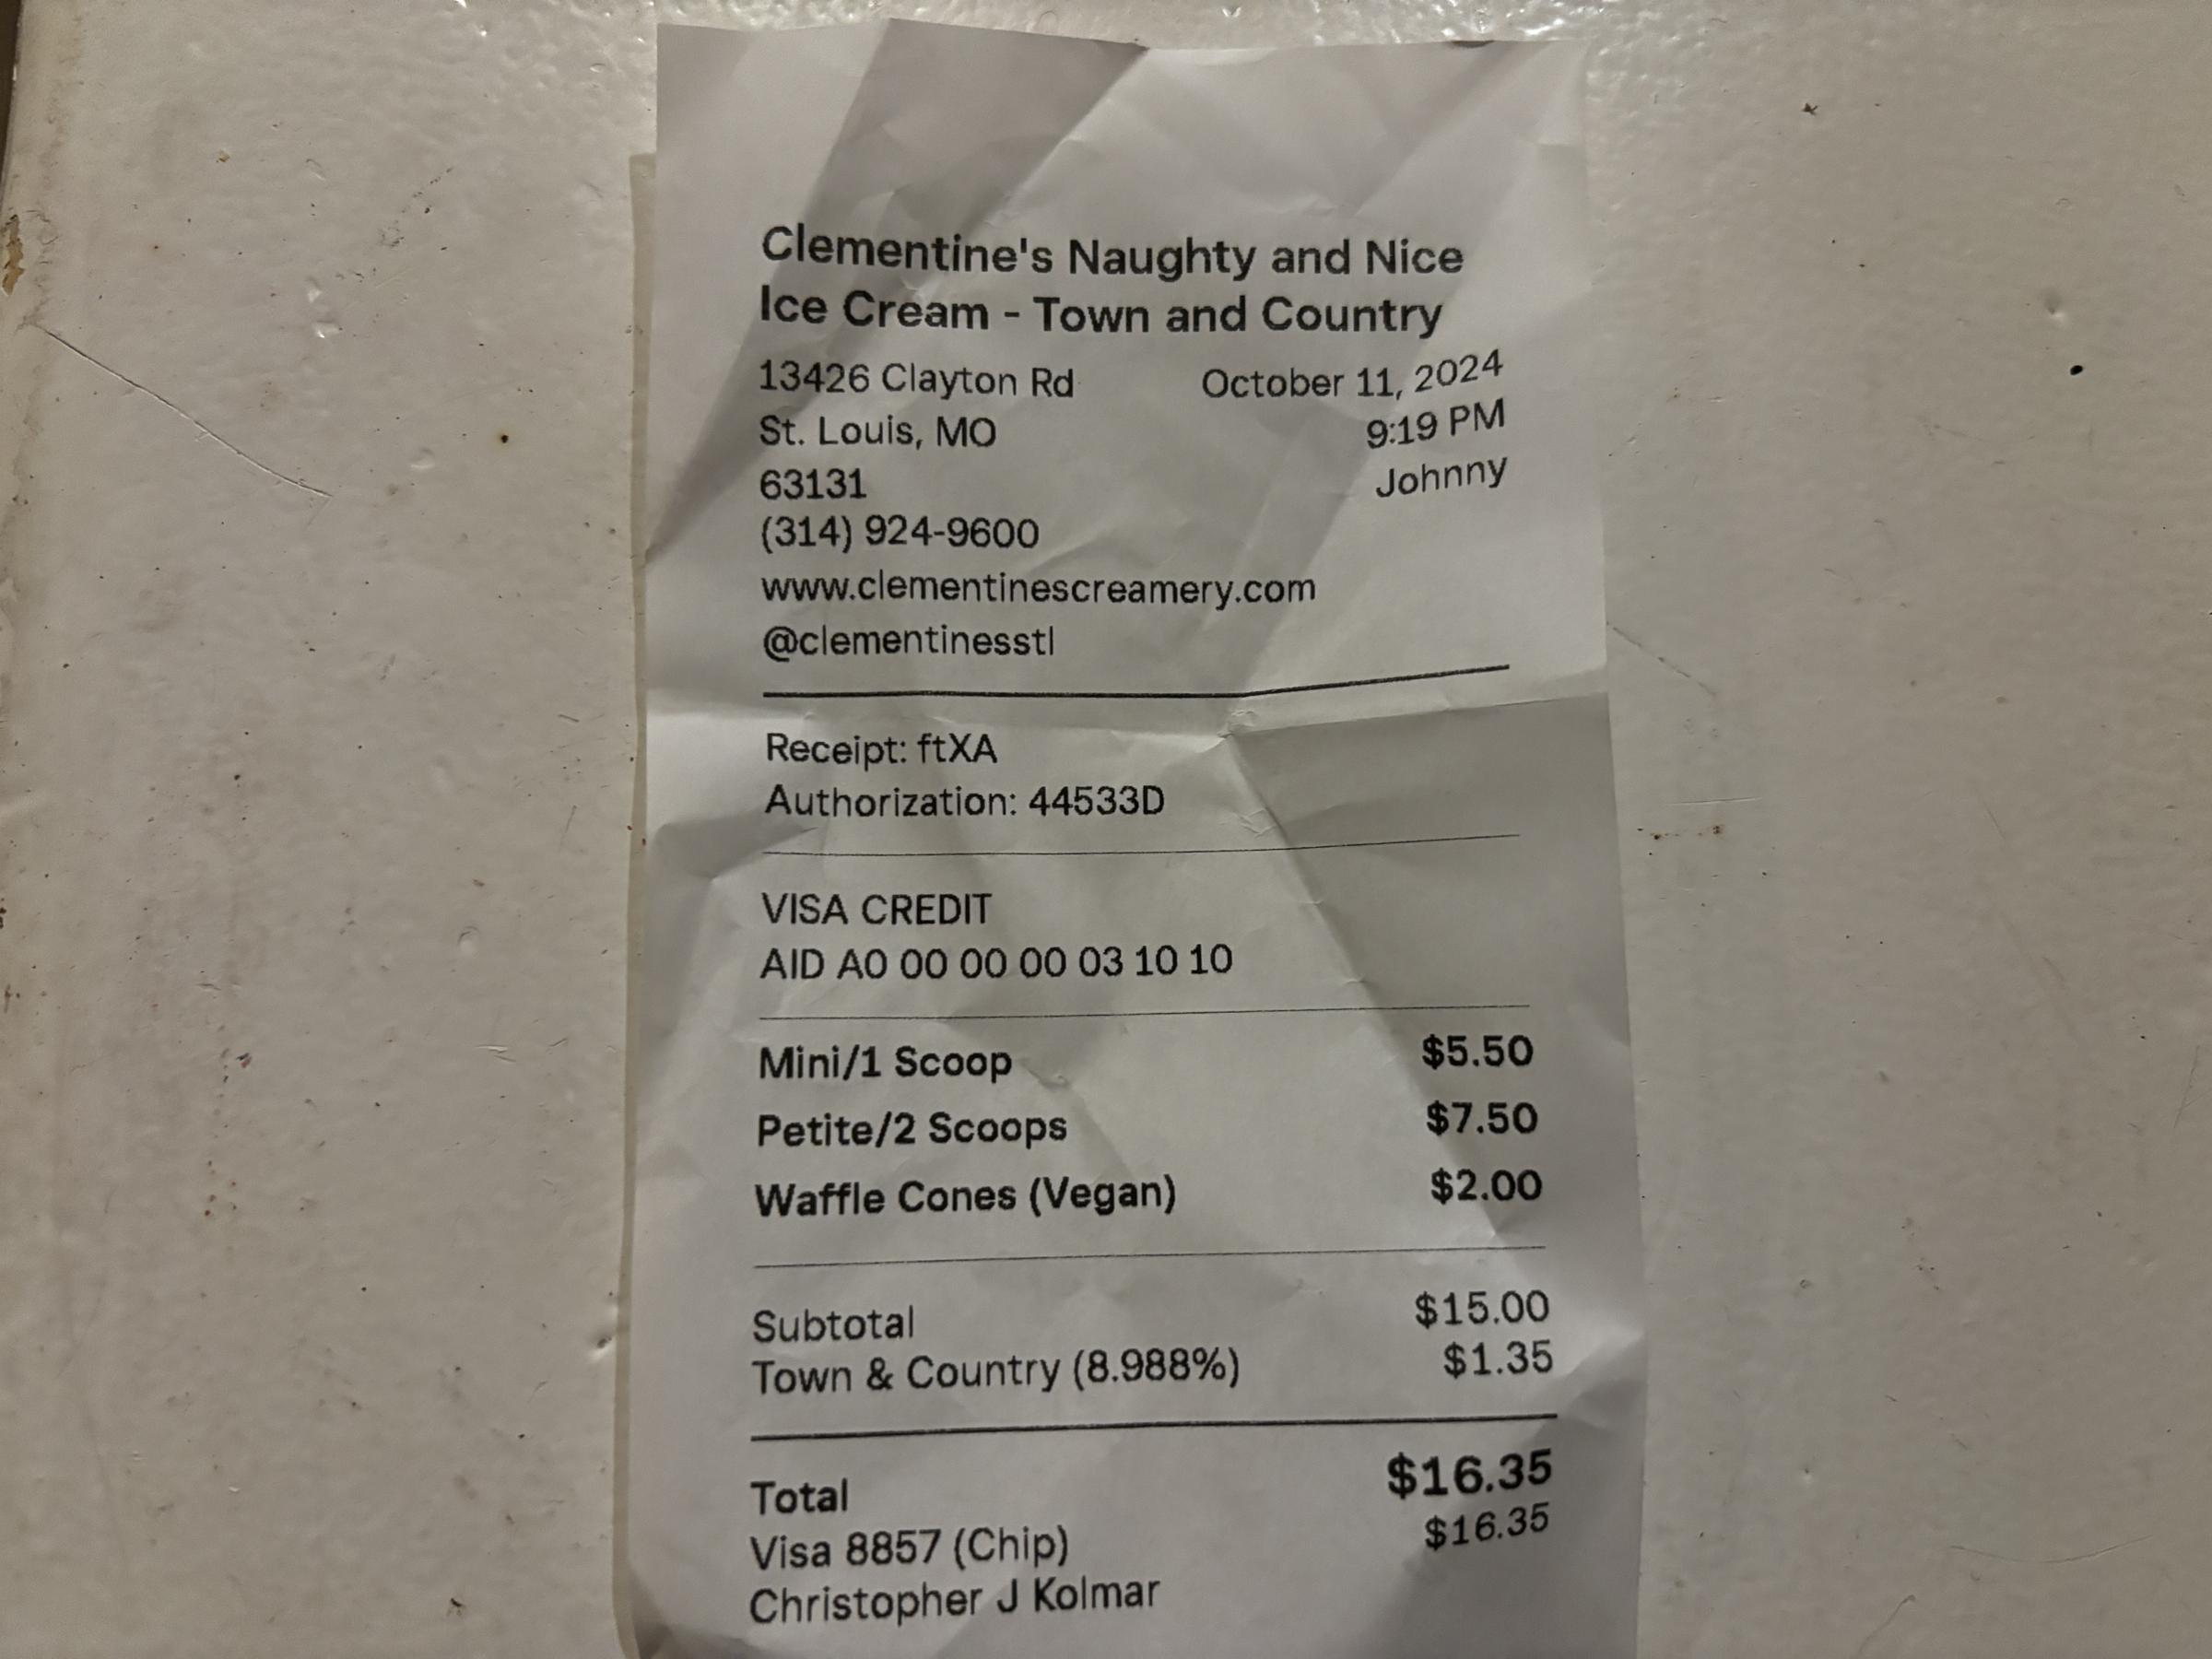 Clementine's Naughty and Nice
Ice Cream - Town and Country
13426 Clayton Rd October 11, 2024
St. Louis, MO 9:19 PM
63131 Johnny
(314) 924-9600
www.clementinescreamery.com
@clementinesstl
Receipt: ftXA
Authorization: 44533D
VISA CREDIT
AID A0 00 00 00 03 10 10
Mini/1 Scoop $5.50
Petite/2 Scoops $7.50
Waffle Cones (Vegan) $2.00
Subtotal $15.00
Town & Country (8.988%) $1.35
Total $16.35
Visa 8857 (Chip) $16.35
Christopher J Kolmar